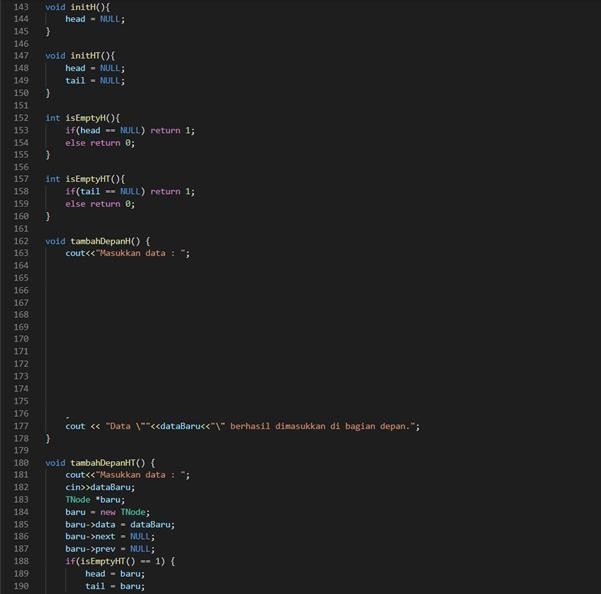 143 void initH(){
144     head = NULL;
145 }
146
147 void initHT(){
148     head = NULL;
149     tail = NULL;
150 }
151
152 int isEmptyH(){
153     if(head == NULL) return 1;
154     else return 0;
155 }
156
157 int isEmptyHT(){
158     if(tail == NULL) return 1;
159     else return 0;
160 }
161
162 void tambahDepanH() {
163     cout<<"Masukkan data : ";
164
165
166
167
168
169
170
171
172
173
174
175
176
177     cout << "Data \""<<dataBaru<<"\" berhasil dimasukkan di bagian depan.";
178 }
179
180 void tambahDepanHT() {
181     cout<<"Masukkan data : ";
182     cin>>dataBaru;
183     TNode *baru;
184     baru = new TNode;
185     baru->data = dataBaru;
186     baru->next = NULL;
187     baru->prev = NULL;
188     if(isEmptyHT() == 1) {
189         head = baru;
190         tail = baru;